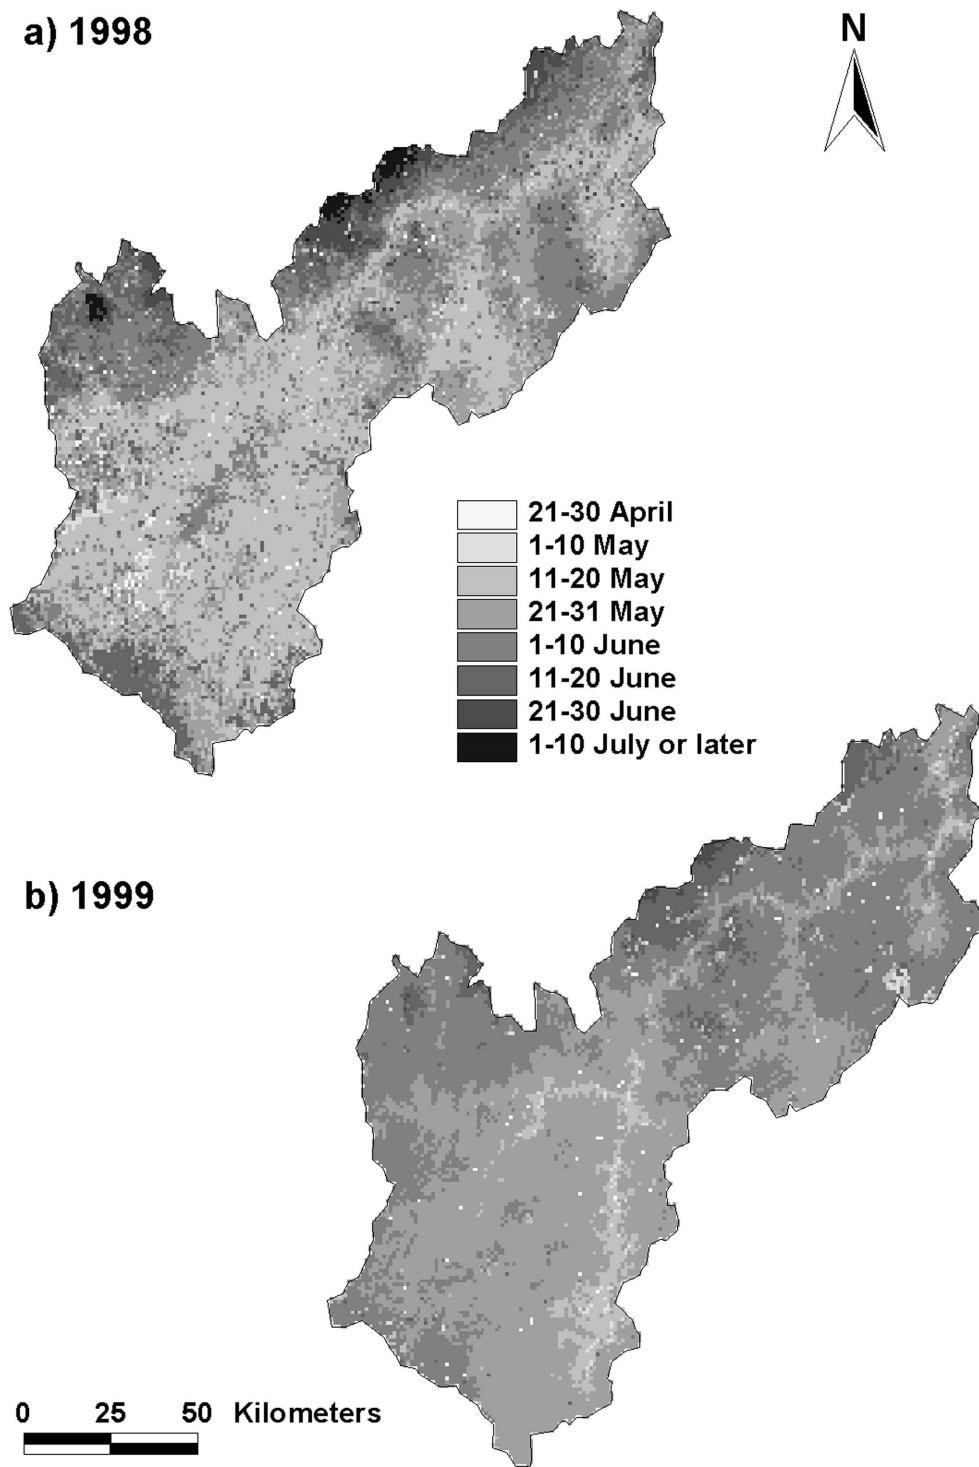 a) 1998
N
21-30 April
1-10 May
11-20 May
21-31 May
1-10 June
11-20 June
21-30 June
1-10 July or later
b) 1999
0 25 50 Kilometers